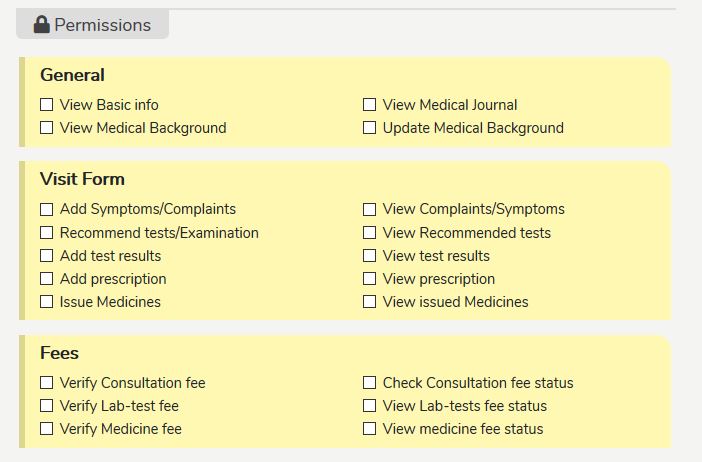 Permissions
General
View Basic info
View Medical Journal
View Medical Background
Update Medical Background
Visit Form
Add Symptoms/Complaints
View Complaints/Symptoms
Recommend tests/Examination
View Recommended tests
Add test results
View test results
Add prescription
View prescription
Issue Medicines
View issued Medicines
Fees
Verify Consultation fee
Check Consultation fee status
Verify Lab-test fee
View Lab-tests fee status
Verify Medicine fee
View medicine fee status